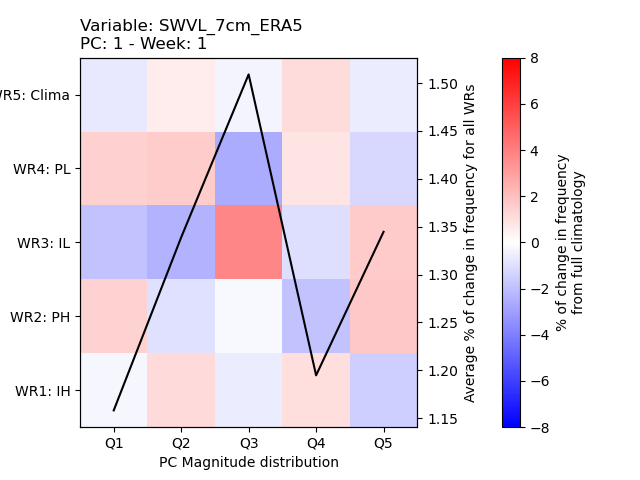 Variable: SWVL_7cm_ERA5
PC: 1 - Week: 1
WR5: Clima
WR4: PL
WR3: IL
WR2: PH
WR1: IH
Q1 Q2 Q3 Q4 Q5
PC Magnitude distribution
1.50
1.45
1.40
1.35
1.30
1.25
1.20
1.15
Average % of change in frequency for all WRs
8
6
4
2
0
−2
−4
−6
−8
% of change in frequency
from full climatology